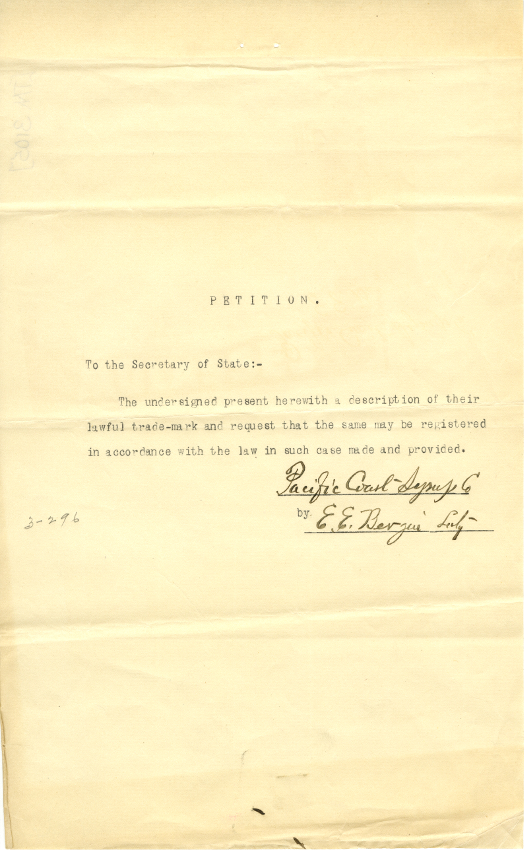 PETITION.
To the Secretary of State:-
The undersigned present herewith a description of their
lawful trade-mark and request that the same may be registered
in accordance with the law in such case made and provided.
Pacific Coast Syrup Co
by E. E. Berzin
3-296